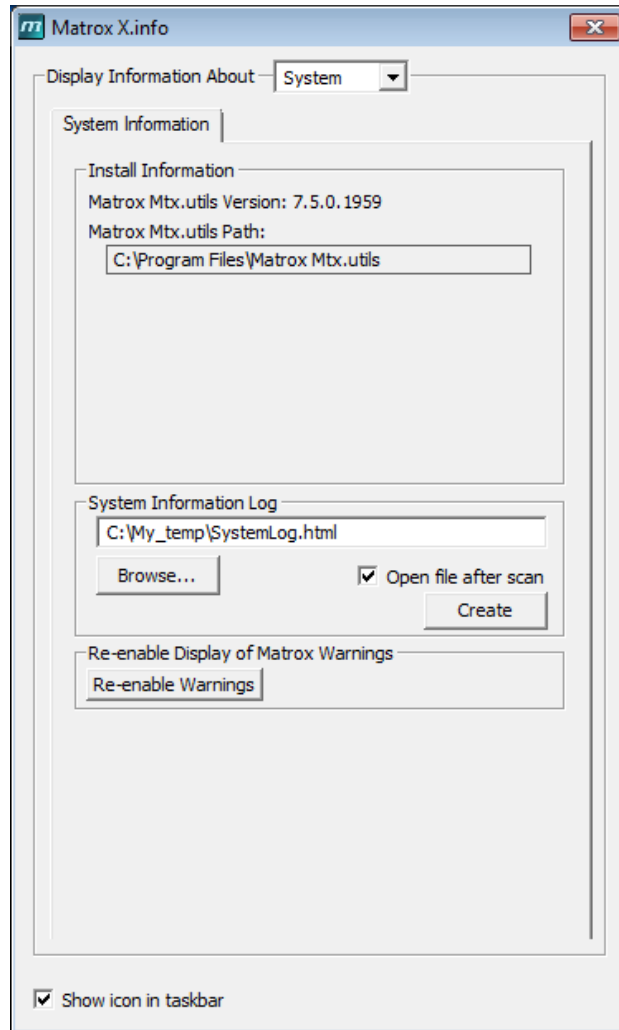 m Matrox X.info
Display Information About System
System Information
Install Information
Matrox Mtx.utils Version: 7.5.0.1959
Matrox Mtx.utils Path:
C:\Program Files\Matrox Mtx.utils
System Information Log
C:\My_temp\SystemLog.html
Browse... Open file after scan
Create
Re-enable Display of Matrox Warnings
Re-enable Warnings
Show icon in taskbar